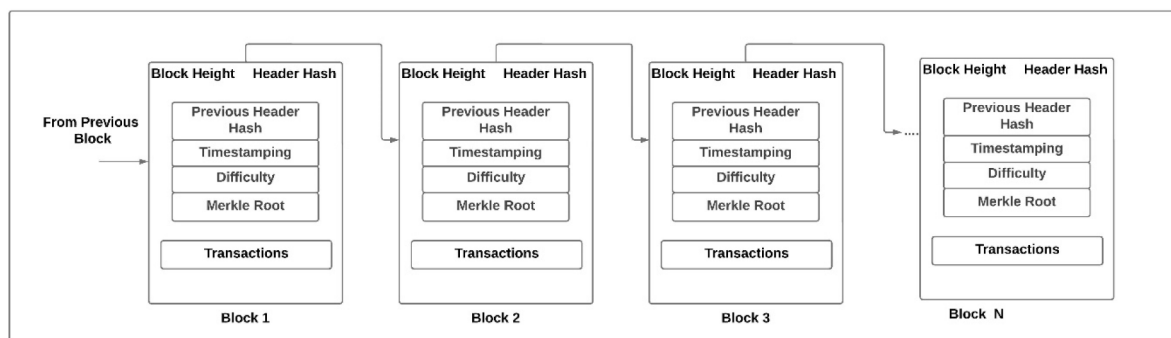 From Previous
Block
Block Height Header Hash
Previous Header
Hash
Timestamping
Difficulty
Merkle Root
Transactions
Block 1
Block Height Header Hash
Previous Header
Hash
Timestamping
Difficulty
Merkle Root
Transactions
Block 2
Block Height Header Hash
Previous Header
Hash
Timestamping
Difficulty
Merkle Root
Transactions
Block 3
Block Height Header Hash
Previous Header
Hash
Timestamping
Difficulty
Merkle Root
Transactions
Block N